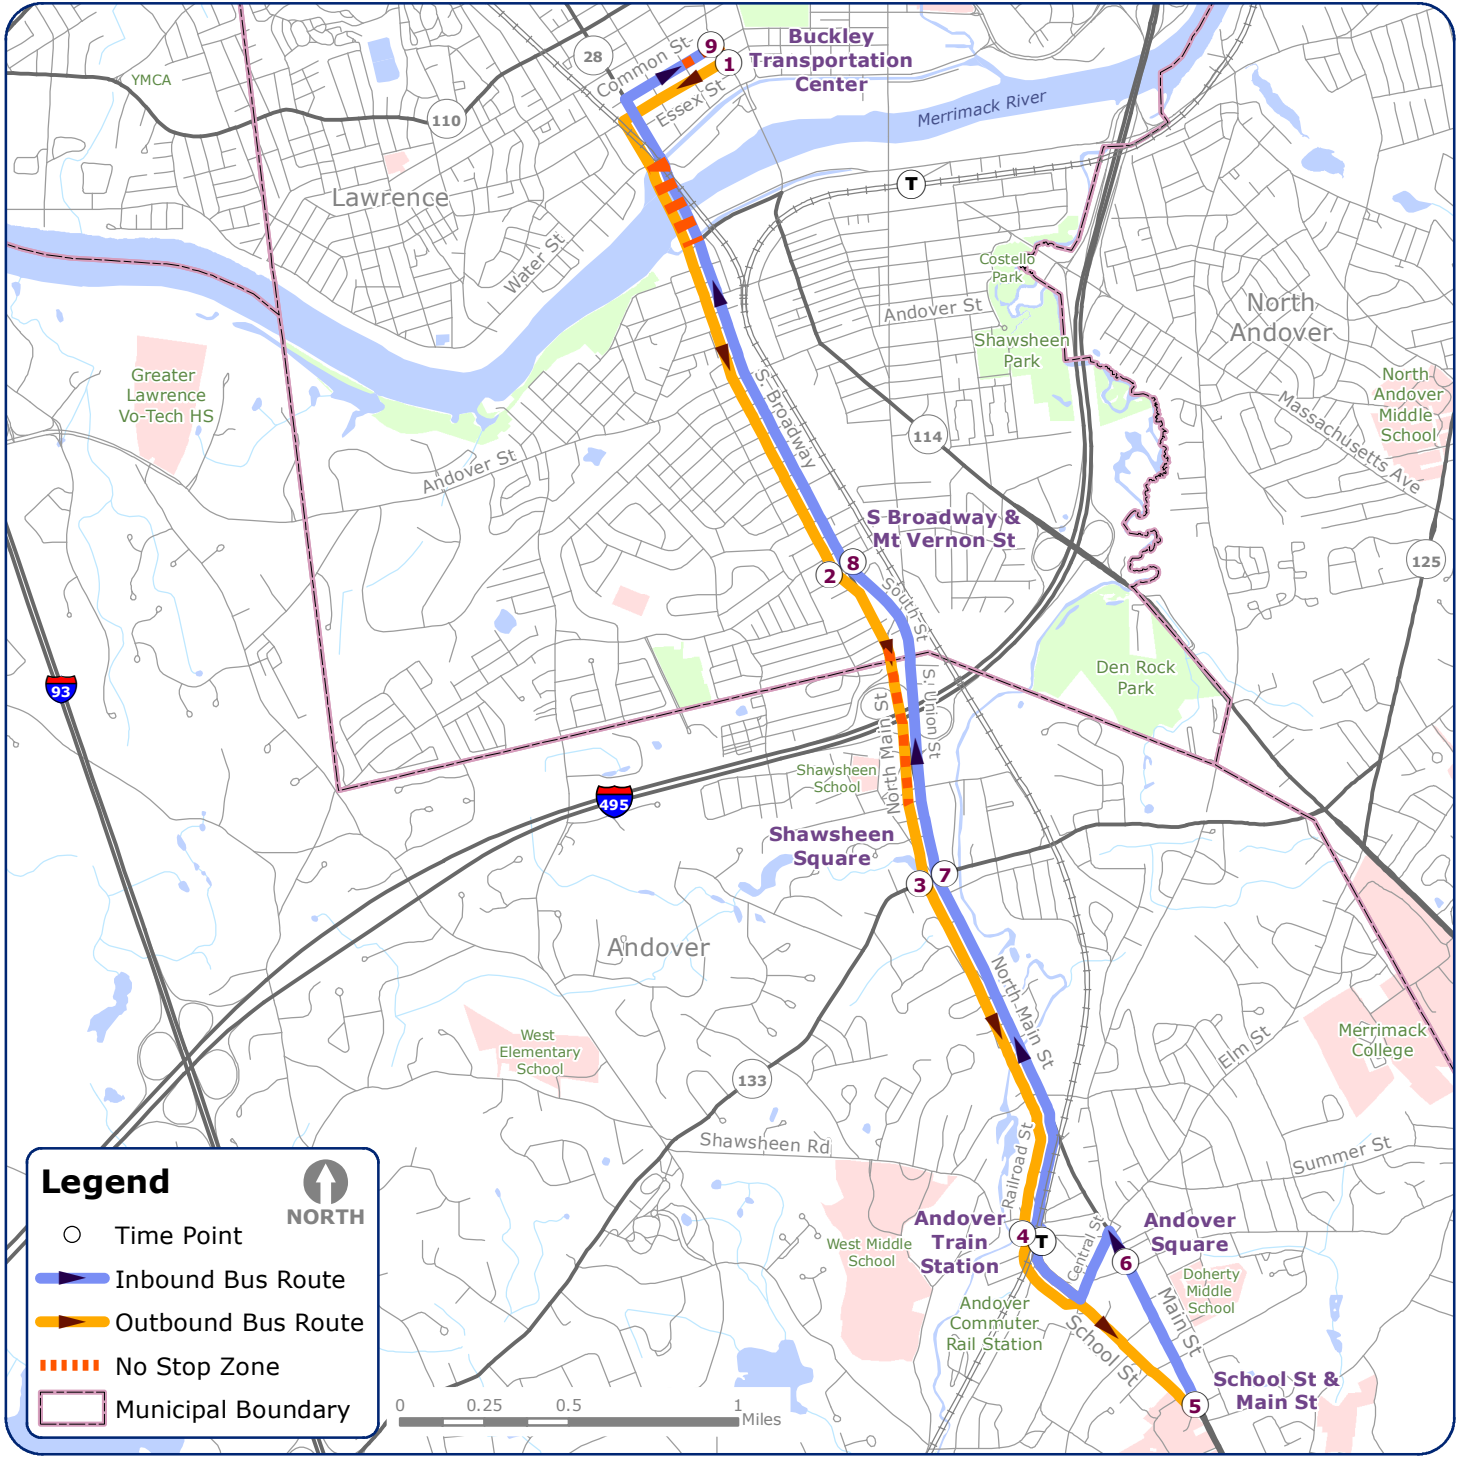 Buckley
Transportation
Center
9
1
28
Common St
Essex St
YMCA
110
Merrimack River
Lawrence
T
Water St
Costello
Park
Andover St
Shawsheen
Park
North
Andover
Greater
Lawrence
Vo-Tech HS
North
Andover
Middle
School
S. Broadway
Massachusetts Ave
114
Andover St
S Broadway &
Mt Vernon St
2
8
125
South St
Den Rock
Park
93
S. Union St
North Main St
Shawsheen
School
495
Shawsheen
Square
3
7
Andover
North Main St
West
Elementary
School
Merrimack
College
Elm St
133
Shawsheen Rd
Summer St
Railroad St
Andover
Train
Station
4
T
Central St
Andover
Square
6
West Middle
School
Doherty
Middle
School
Main St
Andover
Commuter
Rail Station
School St
School St &
Main St
5
Legend
NORTH
Time Point
Inbound Bus Route
Outbound Bus Route
No Stop Zone
Municipal Boundary
0
0.25
0.5
1
Miles